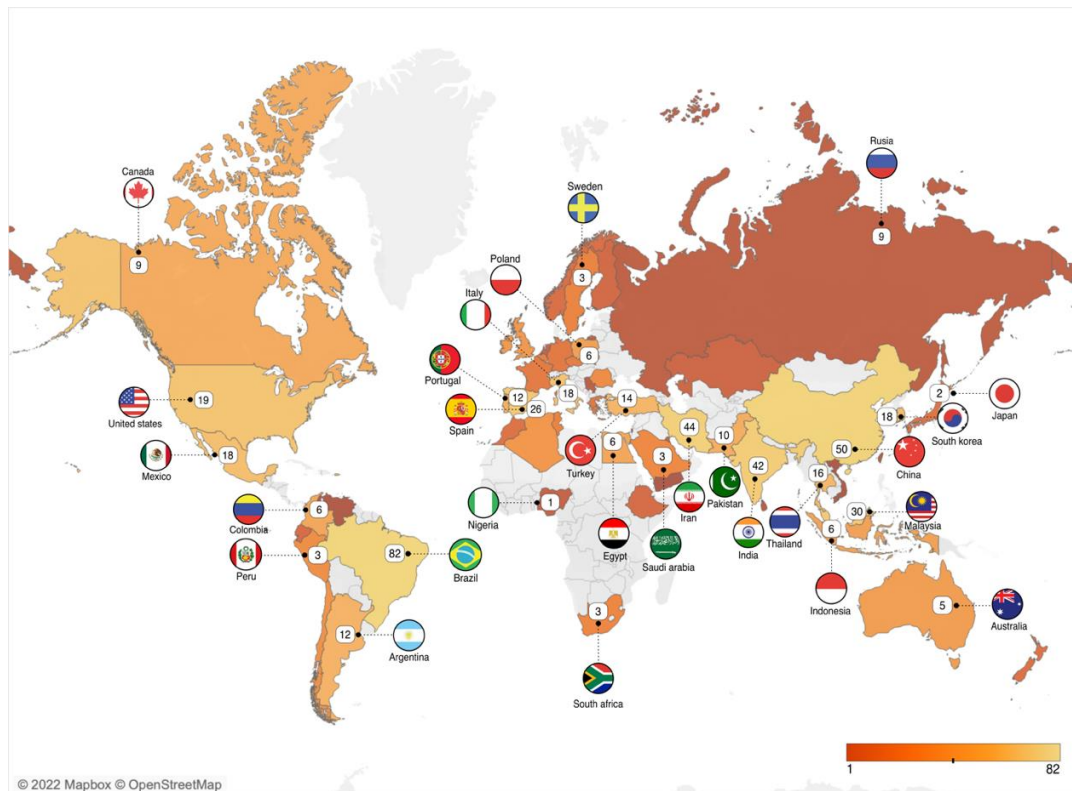 Canada
9
Rusia
9
Sweden
3
Poland
6
Italy
18
Portugal
12
Spain
26
Turkey
14
United states
19
Mexico
18
Japan
2
South korea
18
China
50
Iran
44
Pakistan
10
India
42
Thailand
16
Malaysia
30
Indonesia
6
Egypt
6
Saudi arabia
3
Nigeria
1
Colombia
6
Peru
3
Brazil
82
Argentina
12
South africa
3
Australia
5
1
82
© 2022 Mapbox © OpenStreetMap